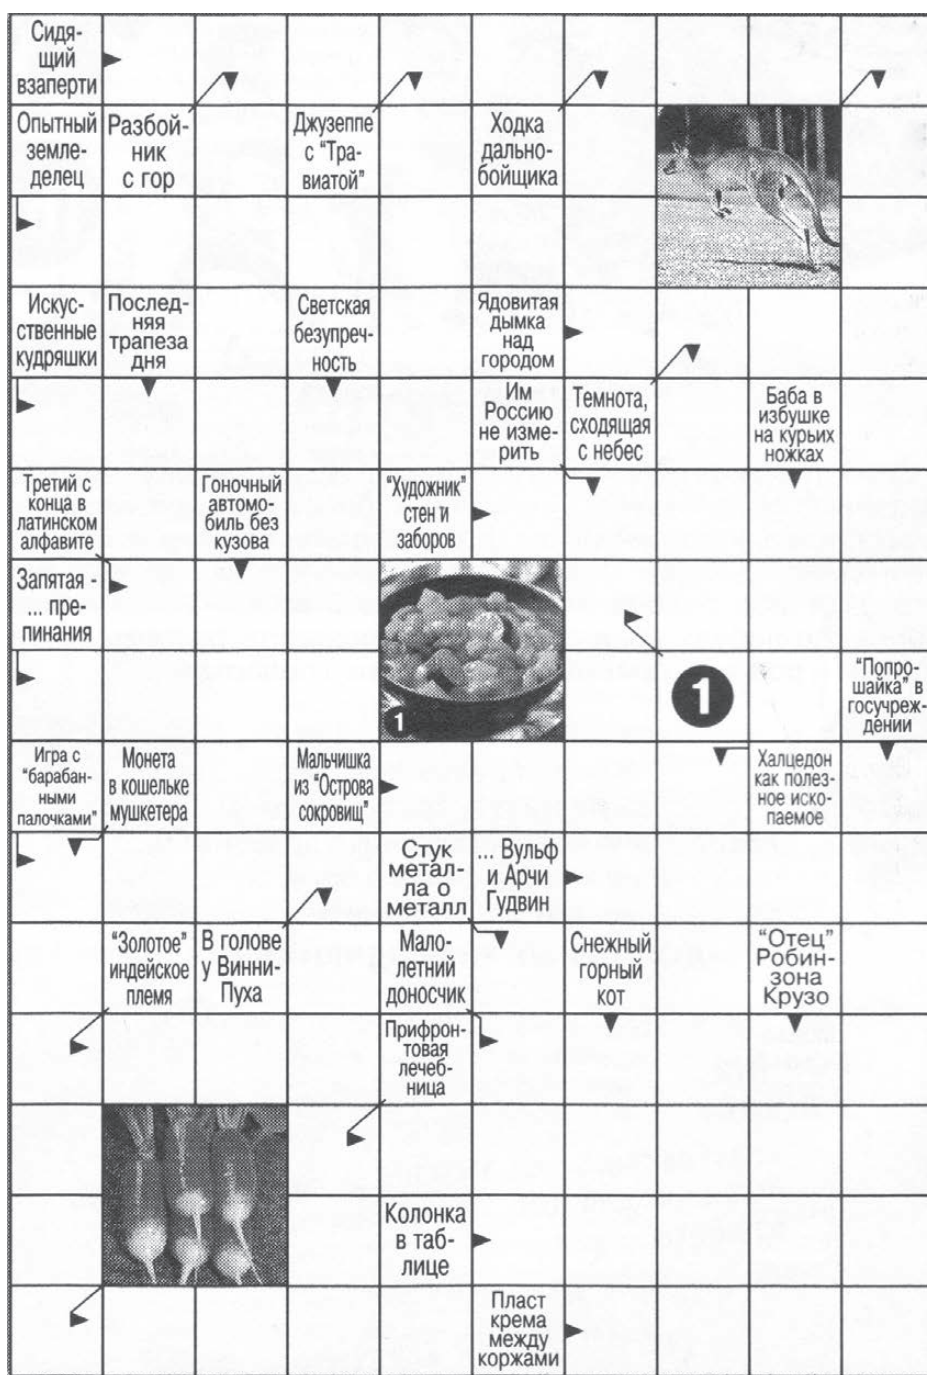 Сидя-
щий
взаперти
Опытный
земле-
делец
Разбой-
ник
с гор
Джузеппе
с “Тра-
виатой”
Ходка
дально-
бойщика
Искус-
ственные
кудряшки
Послед-
няя
трапеза
дня
Светская
безупреч-
ность
Ядовитая
дымка
над
городом
Им
Россию
не изме-
рить
Темнота,
сходящая
с небес
Баба в
избушке
на курьих
ножках
Третий с
конца в
латинском
алфавите
Гоночный
автомо-
биль без
кузова
“Художник”
стен и
заборов
Запятая -
... пре-
пинания
1
1
“Попро-
шайка” в
госучреж-
дении
Игра с
“барабан-
ными
палочками”
Монета
в кошельке
мушкетера
Мальчишка
из “Острова
сокровищ”
Халцедон
как полез-
ное иско-
паемое
Стук
метал-
ла о
металл
... Вульф
и Арчи
Гудвин
“Золотое”
индейское
племя
В голове
у Винни-
Пуха
Мало-
летний
доносчик
Снежный
горный
кот
“Отец”
Робин-
зона
Крузо
Прифрон-
товая
лечеб-
ница
Колонка
в таб-
лице
Пласт
крема
между
коржами